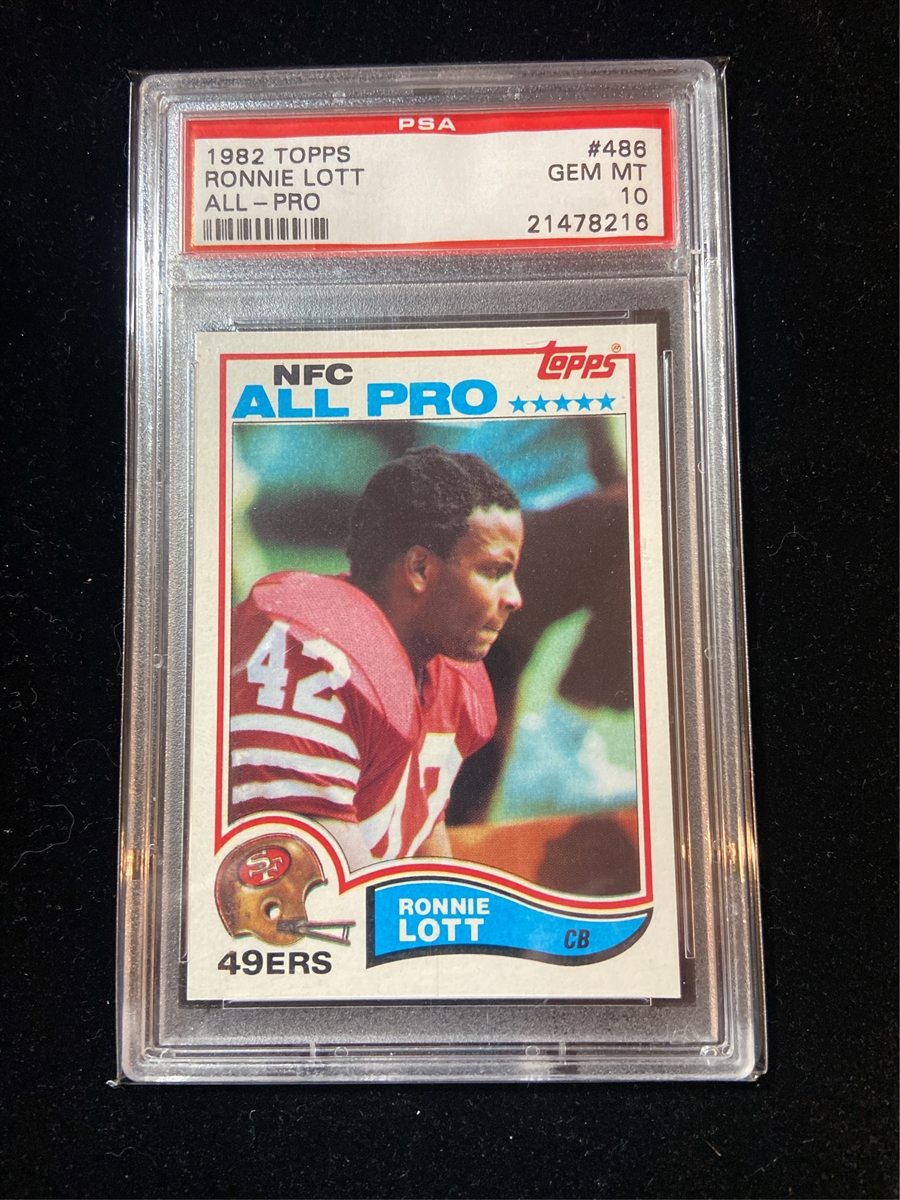 PSA
1982 TOPPS #486
RONNIE LOTT GEM MT
ALL-PRO 10
21478216
topps®
NFC
ALL PRO
42
42
SF
49ERS
RONNIE
LOTT
CB